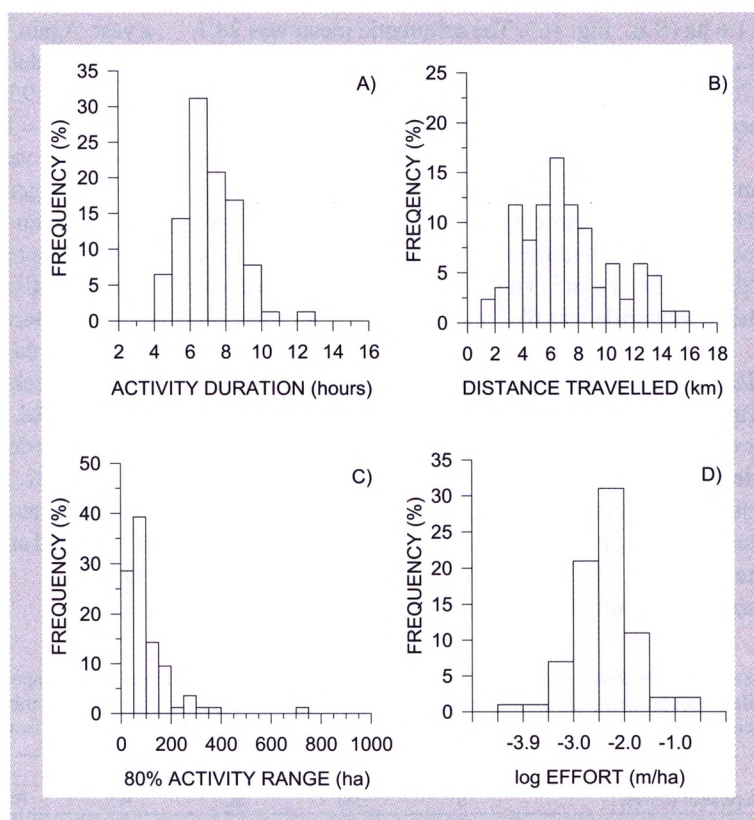 A)
FREQUENCY (%)
35
30
25
20
15
10
5
0
2 4 6 8 10 12 14 16
ACTIVITY DURATION (hours)
B)
FREQUENCY (%)
25
20
15
10
5
0
0 2 4 6 8 10 12 14 16 18
DISTANCE TRAVELLED (km)
C)
FREQUENCY (%)
50
40
30
20
10
0
0 200 400 600 800 1000
80% ACTIVITY RANGE (ha)
D)
FREQUENCY (%)
35
30
25
20
15
10
5
0
-3.9 -3.0 -2.0 -1.0
log EFFORT (m/ha)